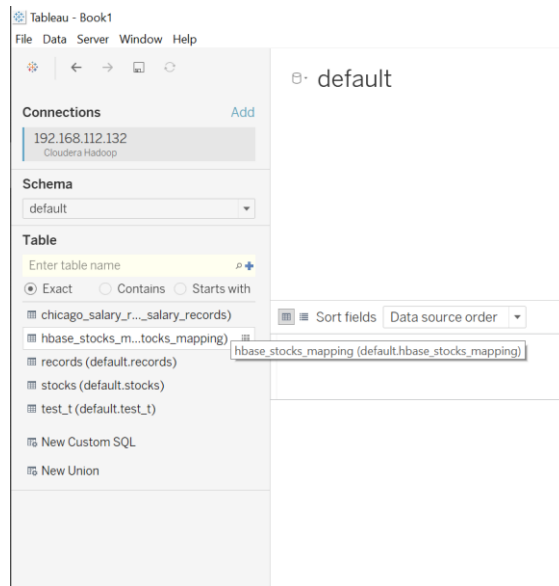 Tableau - Book1
File Data Server Window Help
default
Connections Add
192.168.112.132
Cloudera Hadoop
Schema
default
Table
Enter table name
Exact Contains Starts with
chicago_salary_r..._salary_records)
Sort fields Data source order
hbase_stocks_m...tocks_mapping)
hbase_stocks_mapping (default.hbase_stocks_mapping)
records (default.records)
stocks (default.stocks)
test_t (default.test_t)
New Custom SQL
New Union